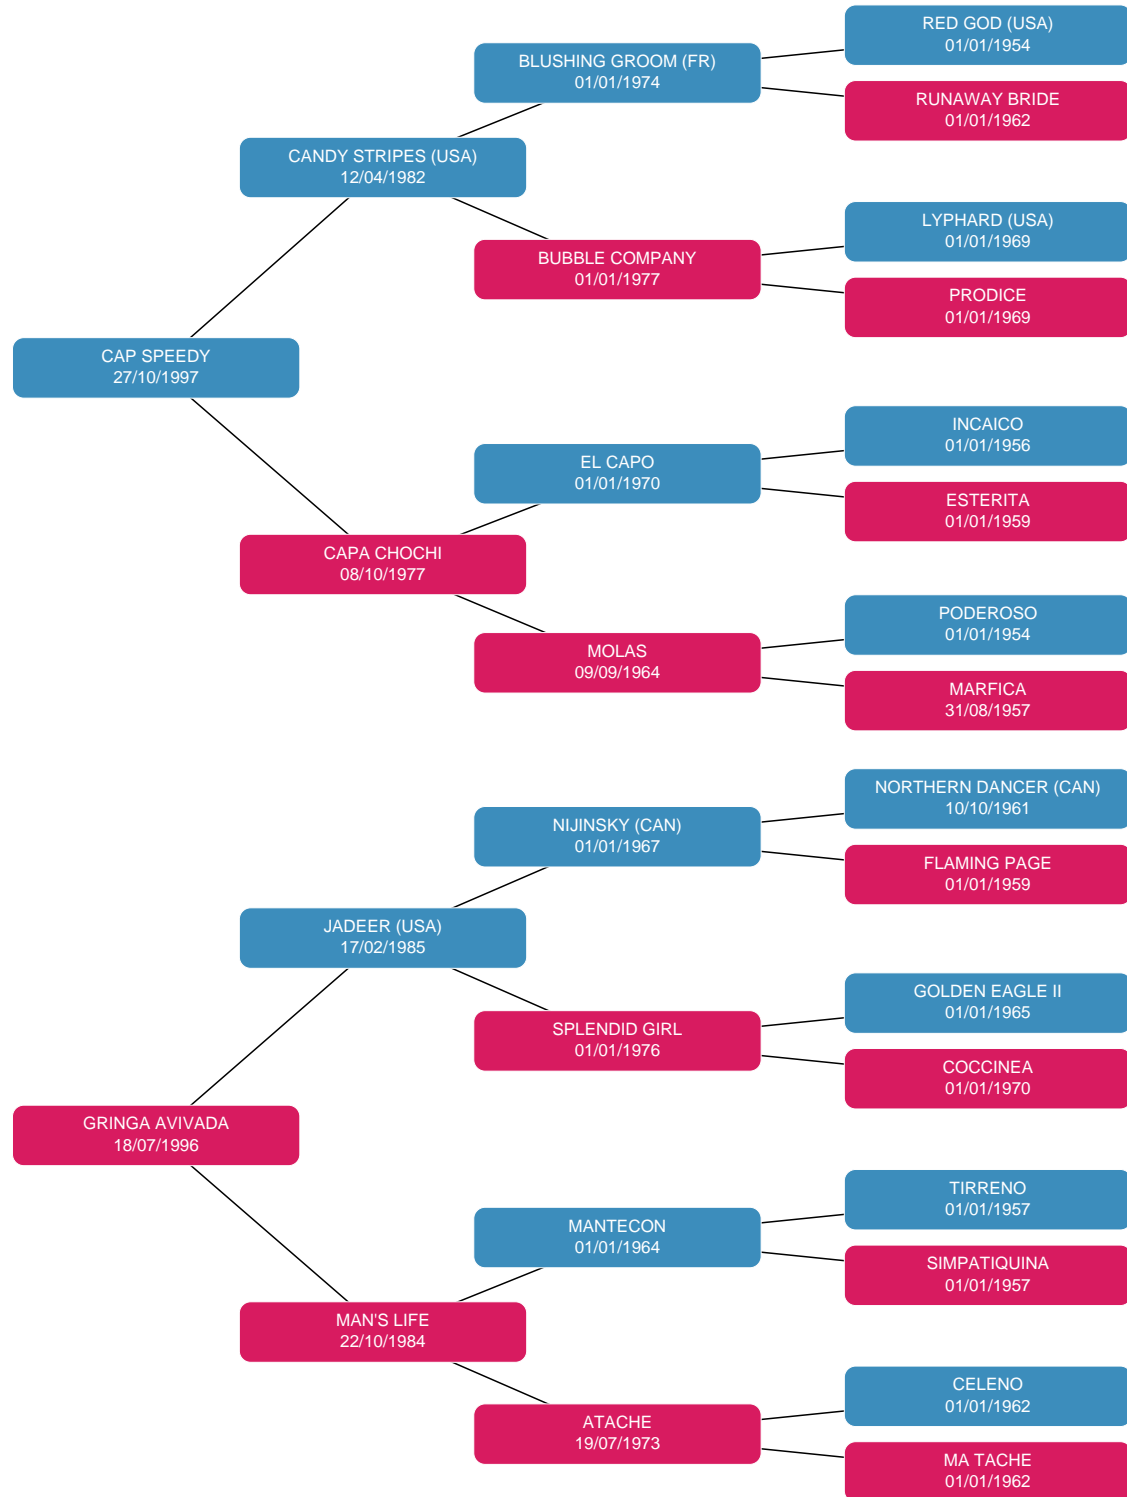 RED GOD (USA)
01/01/1954
BLUSHING GROOM (FR)
01/01/1974
RUNAWAY BRIDE
01/01/1962
CANDY STRIPES (USA)
12/04/1982
LYPHARD (USA)
01/01/1969
BUBBLE COMPANY
01/01/1977
PRODICE
01/01/1969
CAP SPEEDY
27/10/1997
INCAICO
01/01/1956
EL CAPO
01/01/1970
ESTERITA
01/01/1959
CAPA CHOCHI
08/10/1977
PODEROSO
01/01/1954
MOLAS
09/09/1964
MARFICA
31/08/1957
NORTHERN DANCER (CAN)
10/10/1961
NIJINSKY (CAN)
01/01/1967
FLAMING PAGE
01/01/1959
JADEER (USA)
17/02/1985
GOLDEN EAGLE II
01/01/1965
SPLENDID GIRL
01/01/1976
COCCINEA
01/01/1970
GRINGA AVIVADA
18/07/1996
TIRRENO
01/01/1957
MANTECON
01/01/1964
SIMPATIQUINA
01/01/1957
MAN'S LIFE
22/10/1984
CELENO
01/01/1962
ATACHE
19/07/1973
MA TACHE
01/01/1962